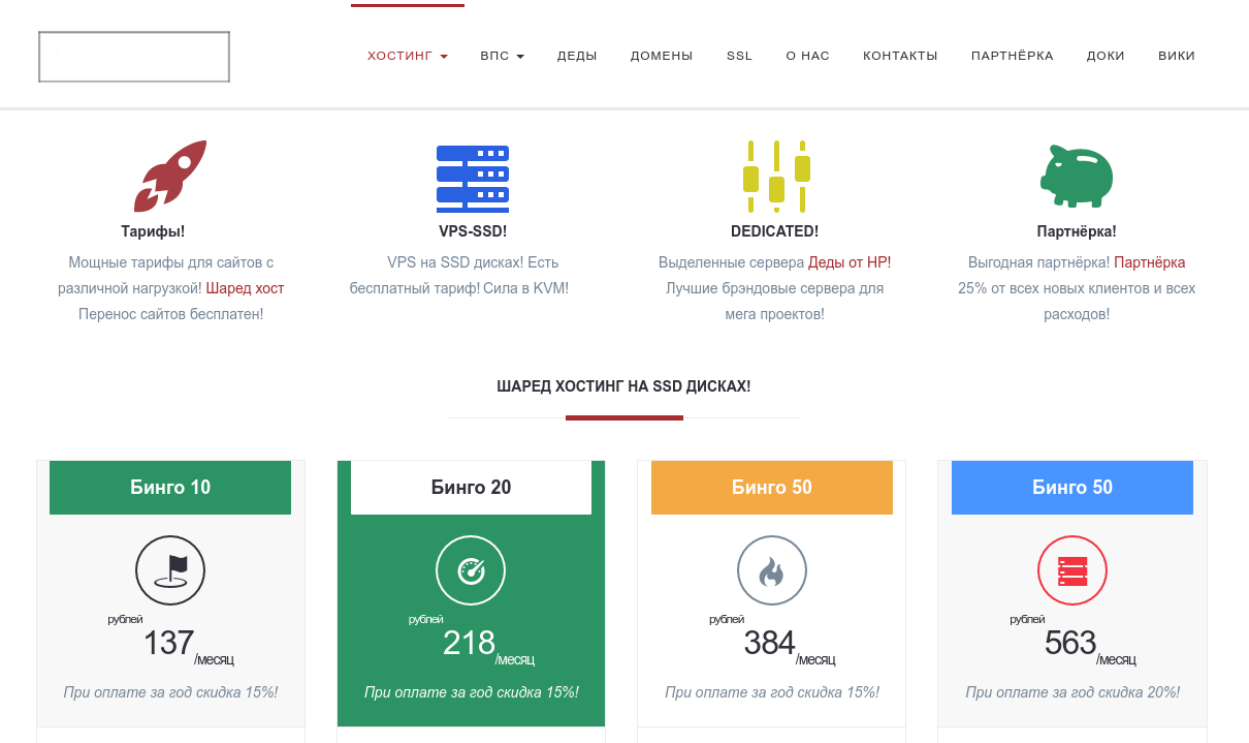 ХОСТИНГ ВПС ДЕДЫ ДОМЕНЫ SSL О НАС КОНТАКТЫ ПАРТНЁРКА ДОКИ ВИКИ
Тарифы!
Мощные тарифы для сайтов с
различной нагрузкой! Шаред хост
Перенос сайтов бесплатен!
VPS-SSD!
VPS на SSD дисках! Есть
бесплатный тариф! Сила в KVM!
DEDICATED!
Выделенные сервера Деды от HP!
Лучшие брэндовые сервера для
мега проектов!
Партнёрка!
Выгодная партнёрка! Партнёрка
25% от всех новых клиентов и всех
расходов!
ШАРЕД ХОСТИНГ НА SSD ДИСКАХ!
Бинго 10
рублей
137/месяц
При оплате за год скидка 15%!
Бинго 20
рублей
218/месяц
При оплате за год скидка 15%!
Бинго 50
рублей
384/месяц
При оплате за год скидка 15%!
Бинго 50
рублей
563/месяц
При оплате за год скидка 20%!